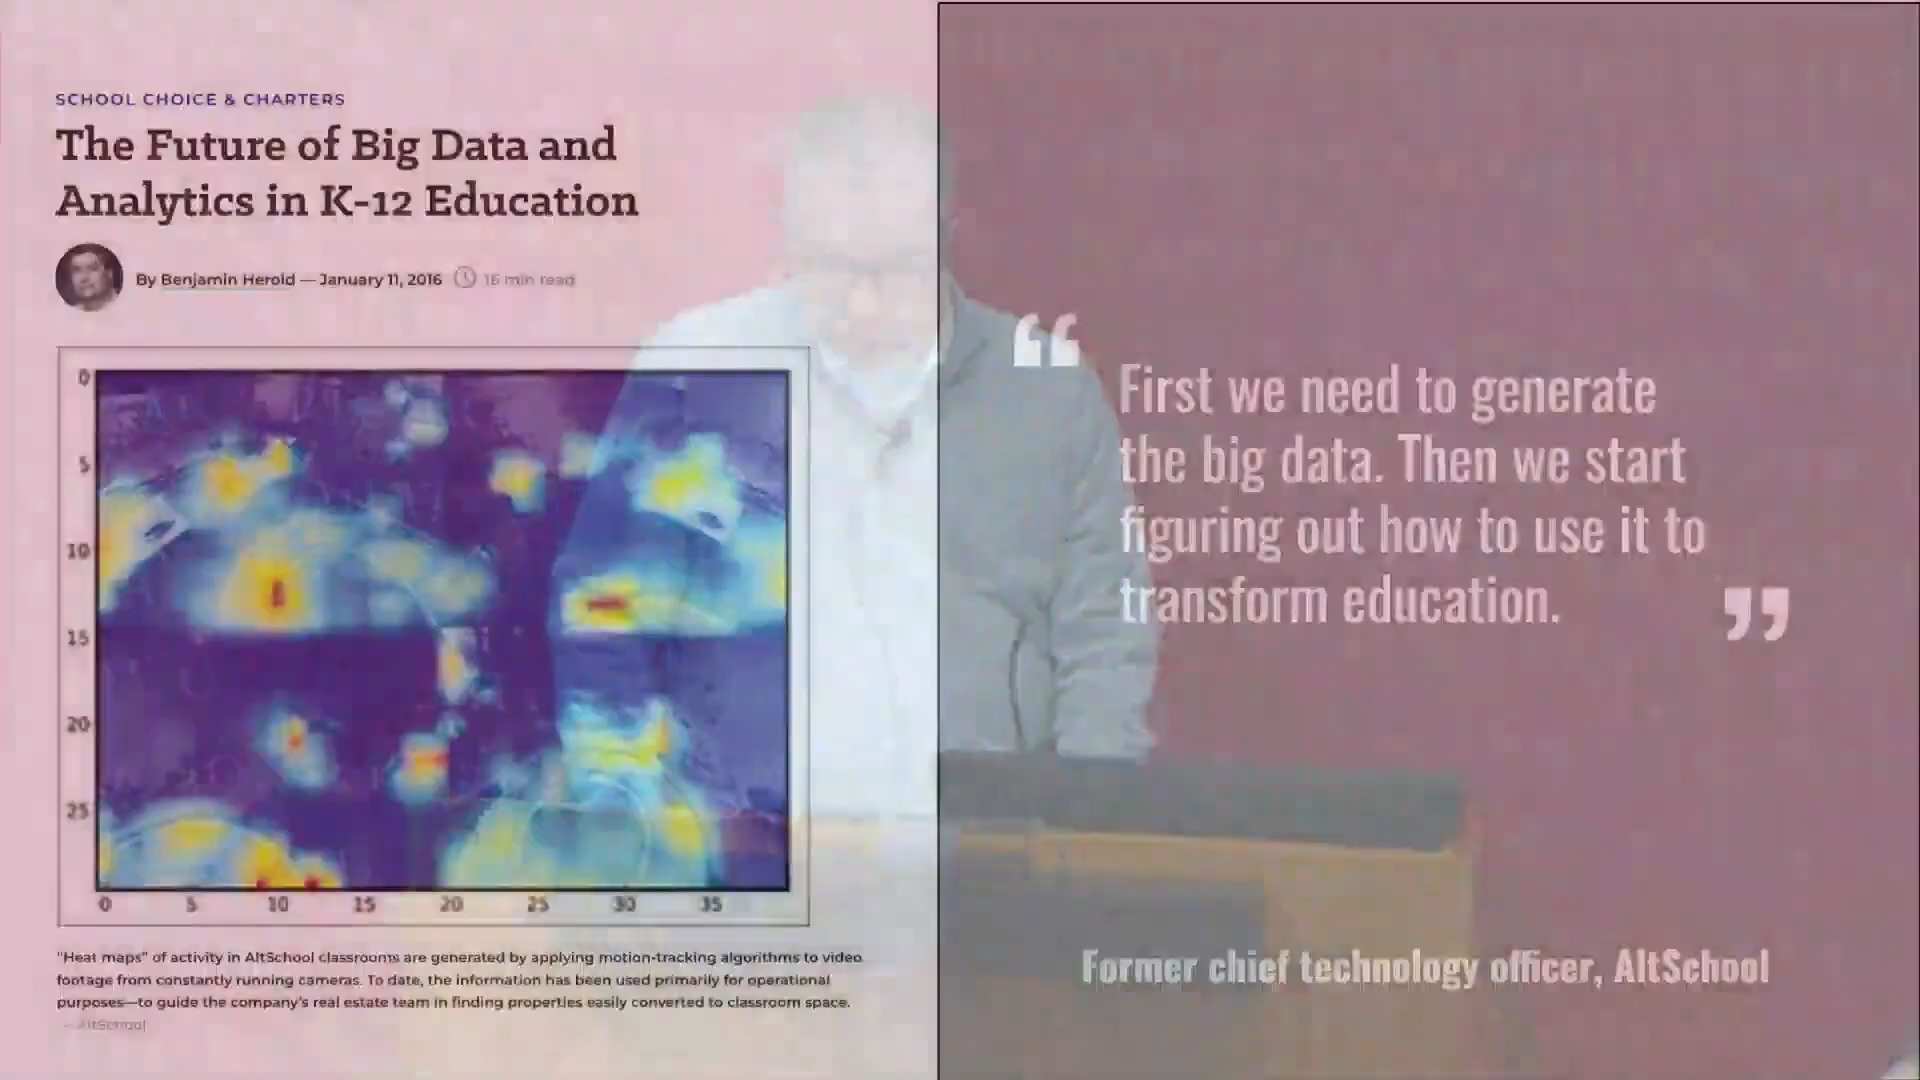 SCHOOL CHOICE & CHARTERS
The Future of Big Data and
Analytics in K-12 Education
By Benjamin Herold — January 11, 2016 16 min read
0
5
10
15
20
25
0 5 10 15 20 25 30 35
"Heat maps" of activity in AltSchool classrooms are generated by applying motion-tracking algorithms to video
footage from constantly running cameras. To date, the information has been used primarily for operational
purposes—to guide the company's real estate team in finding properties easily converted to classroom space.
— AltSchool
“ First we need to generate
the big data. Then we start
figuring out how to use it to
transform education. ”
Former chief technology officer, AltSchool